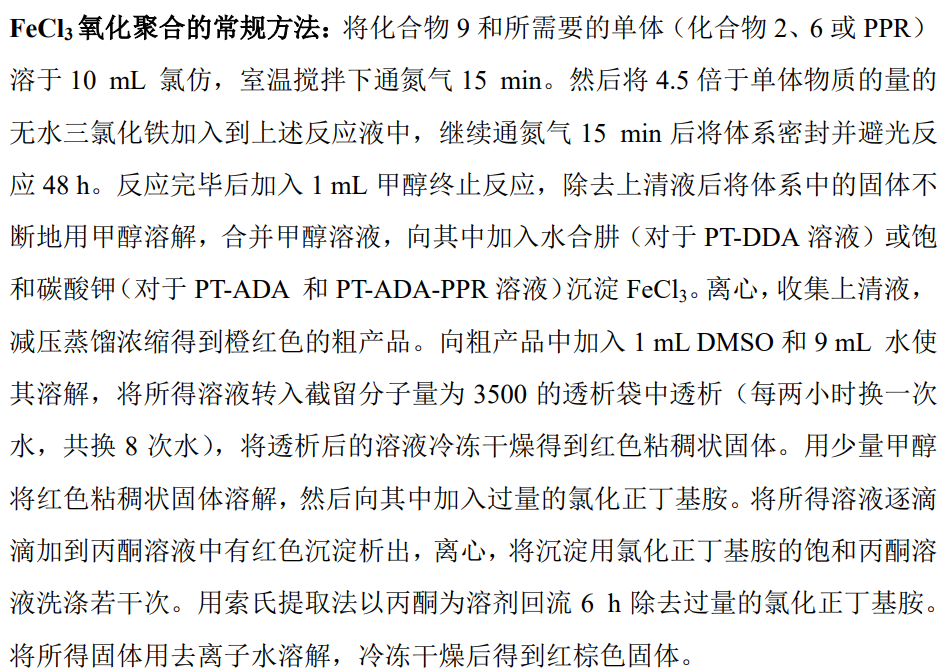 FeCl₃氧化聚合的常规方法：将化合物 9 和所需要的单体（化合物 2、6 或 PPR）
溶于 10 mL 氯仿，室温搅拌下通氮气 15 min。然后将 4.5 倍于单体物质的量的
无水三氯化铁加入到上述反应液中，继续通氮气 15 min 后将体系密封并避光反
应 48 h。反应完毕后加入 1 mL 甲醇终止反应，除去上清液后将体系中的固体不
断地用甲醇溶解，合并甲醇溶液，向其中加入水合肼（对于 PT-DDA 溶液）或饱
和碳酸钾（对于 PT-ADA 和 PT-ADA-PPR 溶液）沉淀 FeCl₃。离心，收集上清液，
减压蒸馏浓缩得到橙红色的粗产品。向粗产品中加入 1 mL DMSO 和 9 mL 水使
其溶解，将所得溶液转入截留分子量为 3500 的透析袋中透析（每两小时换一次
水，共换 8 次水），将透析后的溶液冷冻干燥得到红色粘稠状固体。用少量甲醇
将红色粘稠状固体溶解，然后向其中加入过量的氯化正丁基胺。将所得溶液逐滴
滴加到丙酮溶液中有红色沉淀析出，离心，将沉淀用氯化正丁基胺的饱和丙酮溶
液洗涤若干次。用索氏提取法以丙酮为溶剂回流 6 h 除去过量的氯化正丁基胺。
将所得固体用去离子水溶解，冷冻干燥后得到红棕色固体。